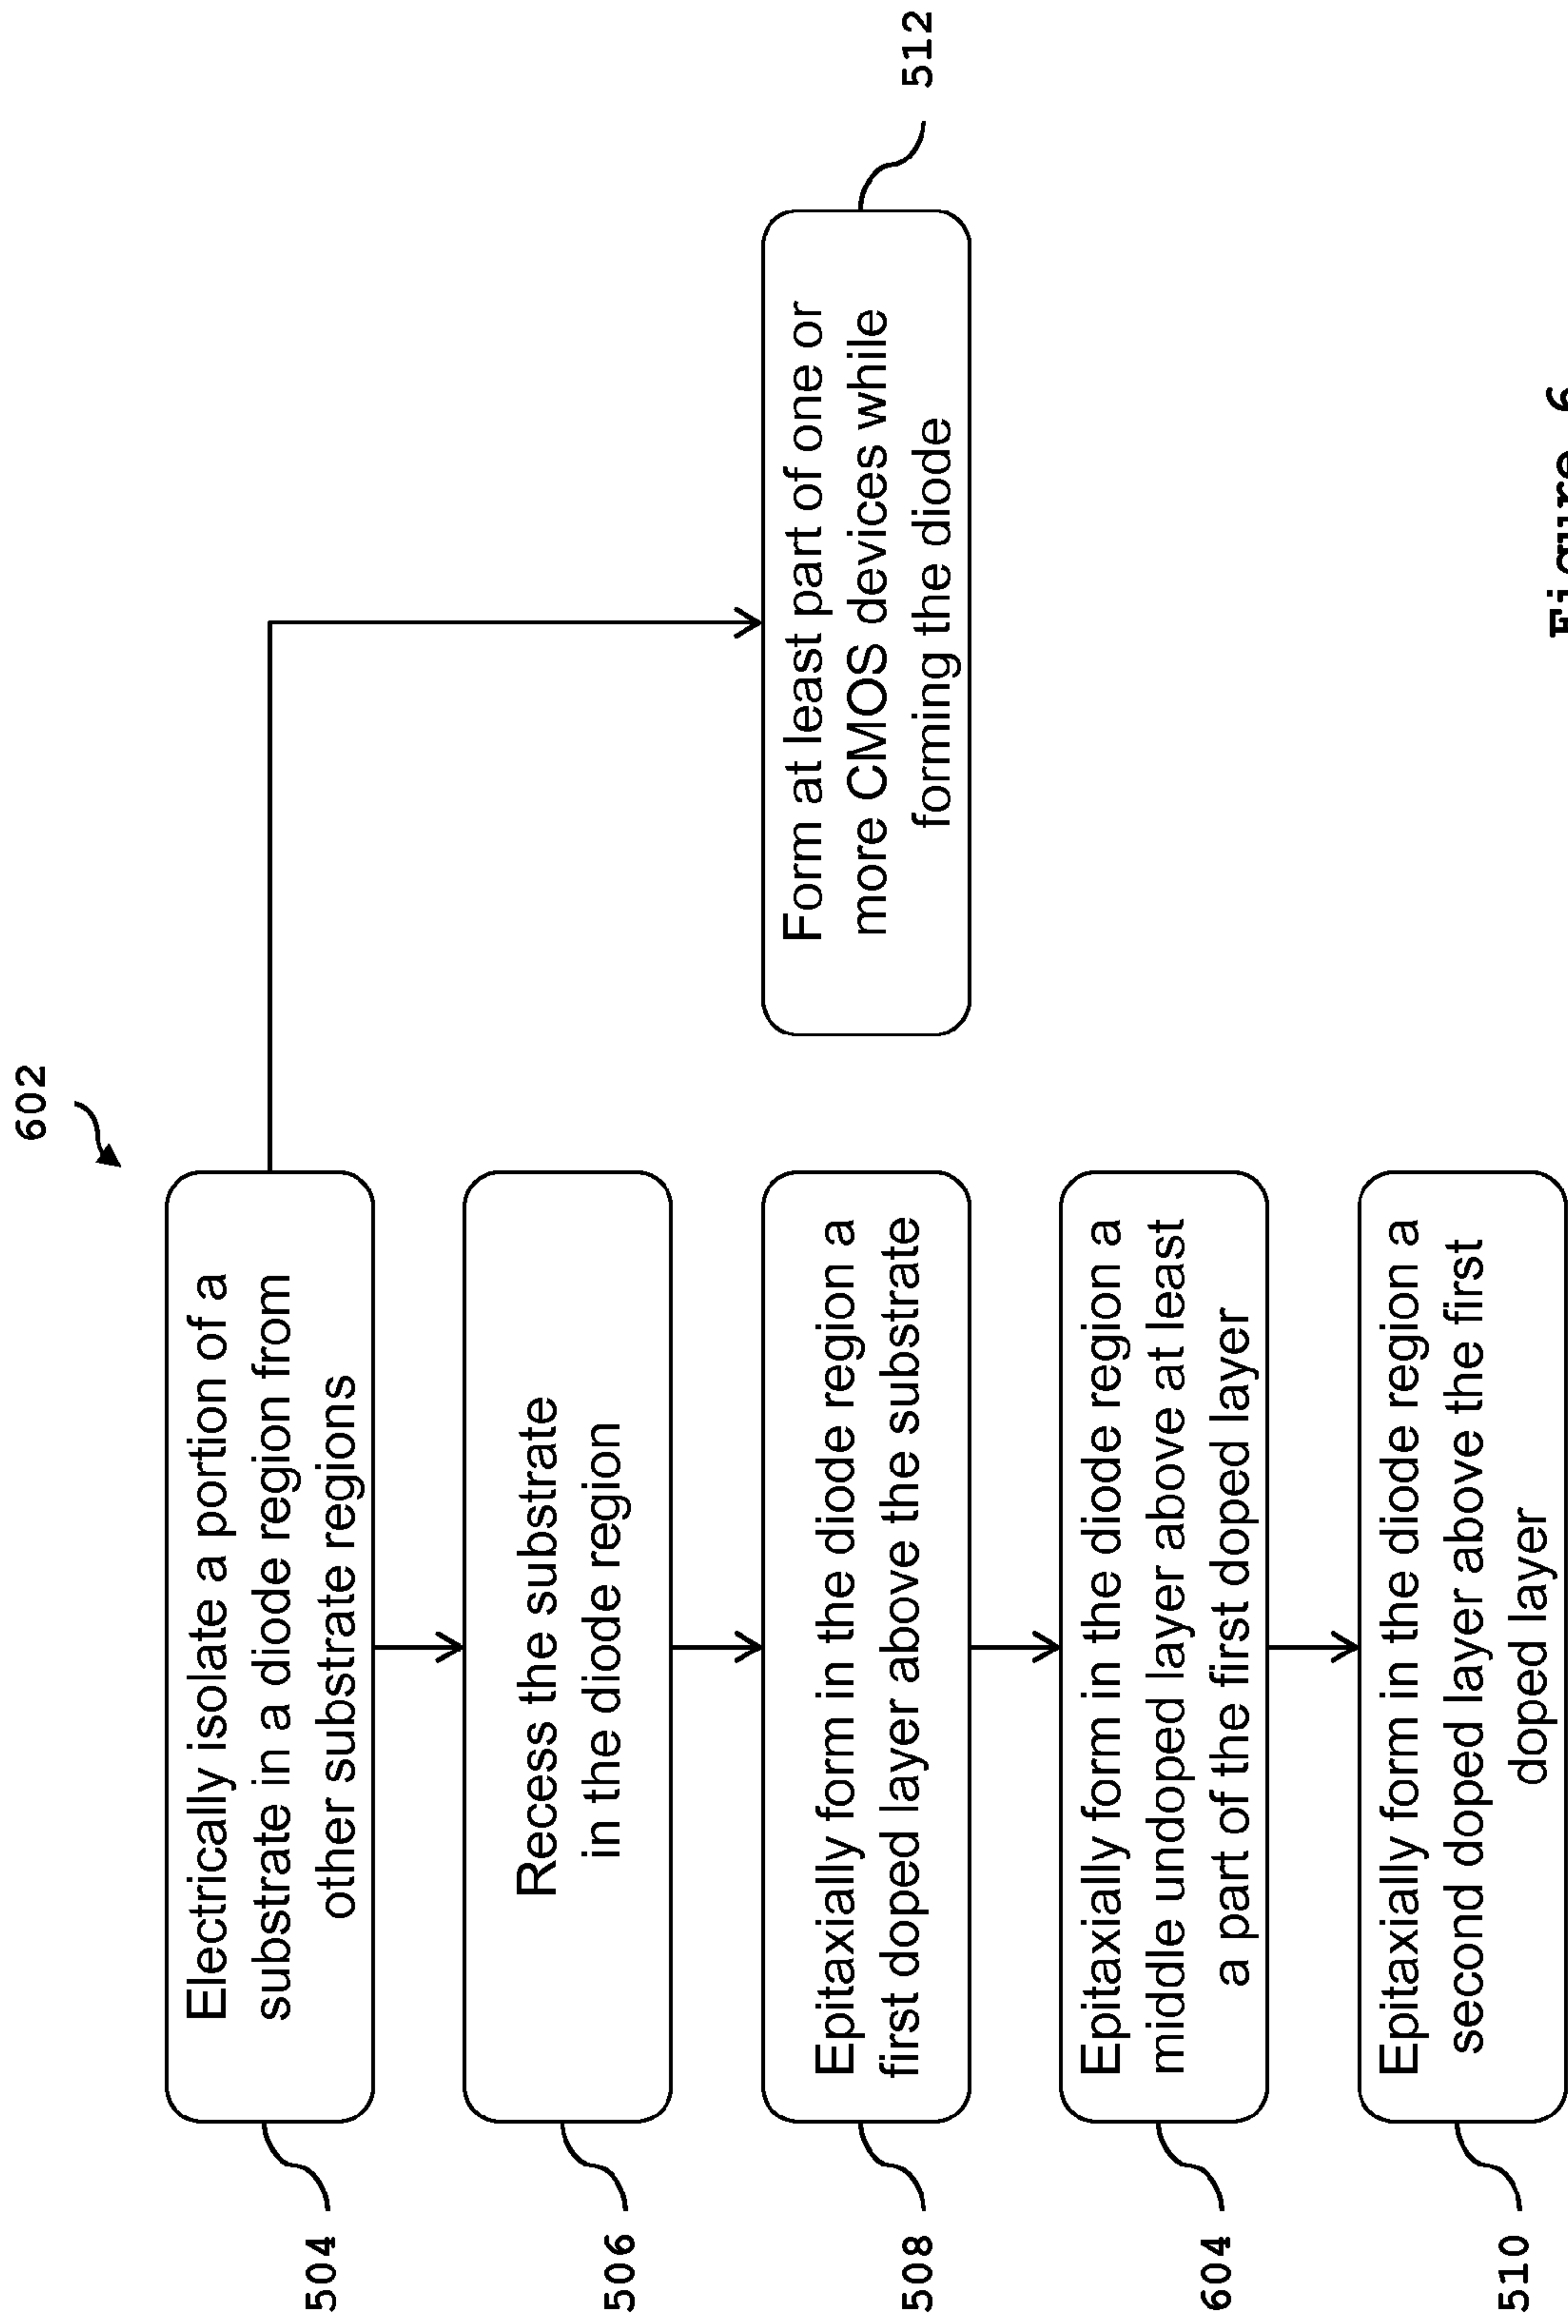 602
504
Electrically isolate a portion of a
substrate in a diode region from
other substrate regions
506
Recess the substrate
in the diode region
508
Epitaxially form in the diode region a
first doped layer above the substrate
Form at least part of one or
more CMOS devices while
forming the diode
512
604
Epitaxially form in the diode region a
middle undoped layer above at least
a part of the first doped layer
510
Epitaxially form in the diode region a
second doped layer above the first
doped layer
Figure 6